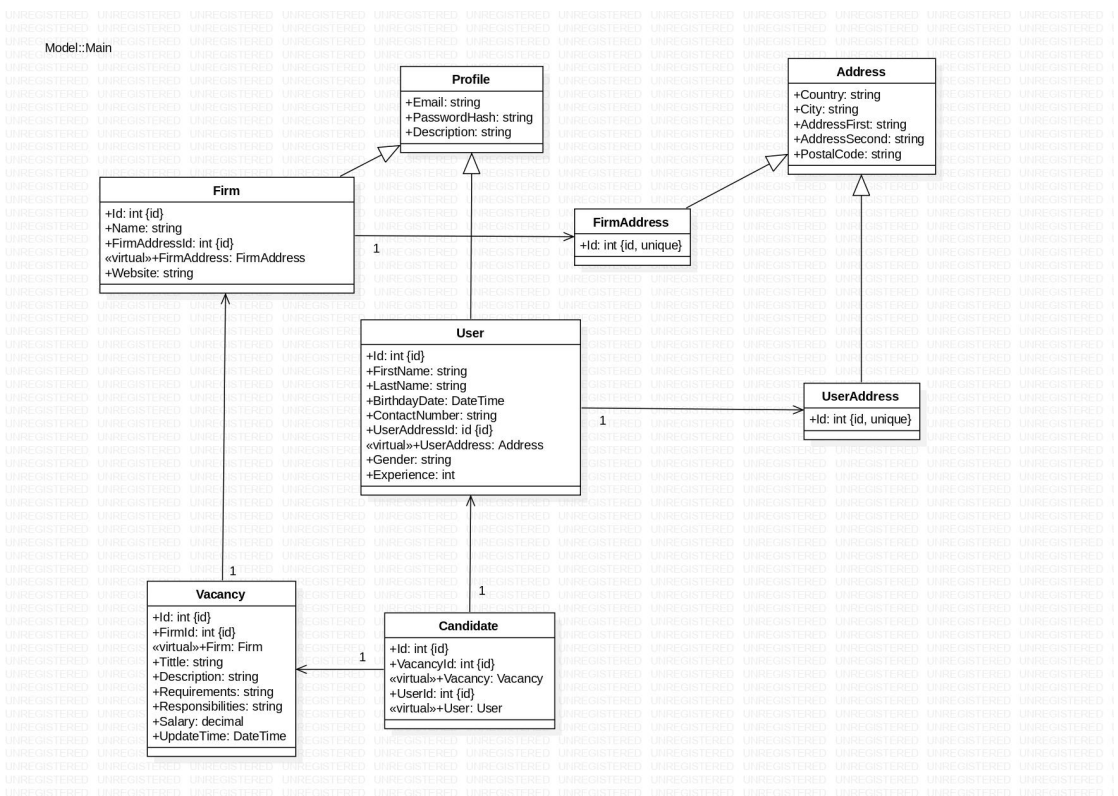 Model::Main
Profile
+Email: string
+PasswordHash: string
+Description: string
Address
+Country: string
+City: string
+AddressFirst: string
+AddressSecond: string
+PostalCode: string
Firm
+Id: int {id}
+Name: string
+FirmAddressId: int {id}
«virtual»+FirmAddress: FirmAddress
+Website: string
1
FirmAddress
+Id: int {id, unique}
User
+Id: int {id}
+FirstName: string
+LastName: string
+BirthdayDate: DateTime
+ContactNumber: string
+UserAddressId: id {id}
«virtual»+UserAddress: Address
+Gender: string
+Experience: int
1
UserAddress
+Id: int {id, unique}
1
Vacancy
+Id: int {id}
+FirmId: int {id}
«virtual»+Firm: Firm
+Tittle: string
+Description: string
+Requirements: string
+Responsibilities: string
+Salary: decimal
+UpdateTime: DateTime
1
1
Candidate
+Id: int {id}
+VacancyId: int {id}
«virtual»+Vacancy: Vacancy
+UserId: int {id}
«virtual»+User: User
UNREGISTERED